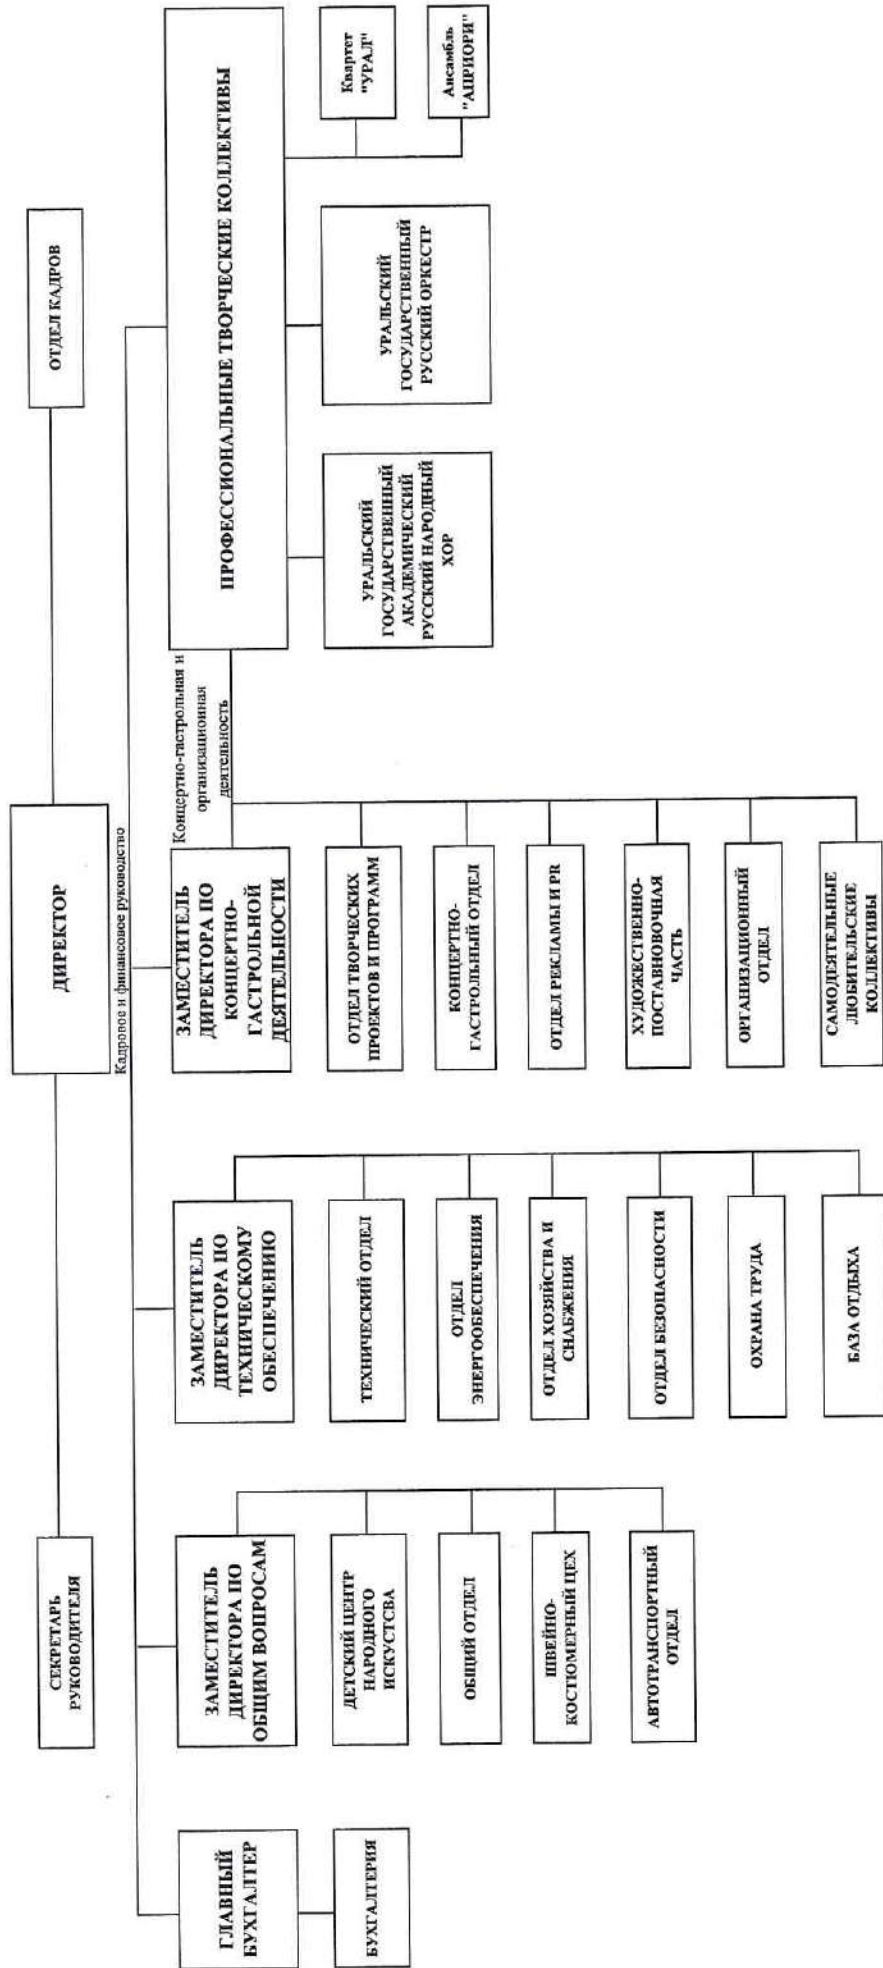 СЕКРЕТАРЬ
РУКОВОДИТЕЛЯ
ДИРЕКТОР
ОТДЕЛ КАДРОВ
Кадровое и финансовое руководство
ГЛАВНЫЙ
БУХГАЛТЕР
БУХГАЛТЕРИЯ
ЗАМЕСТИТЕЛЬ
ДИРЕКТОРА ПО
ОБЩИМ ВОПРОСАМ
ДЕТСКИЙ ЦЕНТР
НАРОДНОГО
ИСКУСТСВА
ОБЩИЙ ОТДЕЛ
ШВЕЙНО-
КОСТЮМЕРНЫЙ ЦЕХ
АВТОТРАНСПОРТНЫЙ
ОТДЕЛ
ЗАМЕСТИТЕЛЬ
ДИРЕКТОРА ПО
ТЕХНИЧЕСКОМУ
ОБЕСПЕЧЕНИЮ
ТЕХНИЧЕСКИЙ ОТДЕЛ
ОТДЕЛ
ЭНЕРГООБЕСПЕЧЕНИЯ
ОТДЕЛ ХОЗЯЙСТВА И
СНАБЖЕНИЯ
ОТДЕЛ БЕЗОПАСНОСТИ
ОХРАНА ТРУДА
БАЗА ОТДЫХА
ЗАМЕСТИТЕЛЬ
ДИРЕКТОРА ПО
КОНЦЕРТНО-
ГАСТРОЛЬНОЙ
ДЕЯТЕЛЬНОСТИ
Концертно-гастрольная и
организационная
деятельность
ОТДЕЛ ТВОРЧЕСКИХ
ПРОЕКТОВ И ПРОГРАММ
КОНЦЕРТНО-
ГАСТРОЛЬНЫЙ ОТДЕЛ
ОТДЕЛ РЕКЛАМЫ И PR
ХУДОЖЕСТВЕННО-
ПОСТАВНОВОЧНАЯ
ЧАСТЬ
ОРГАНИЗАЦИОННЫЙ
ОТДЕЛ
САМОДЕЯТЕЛЬНЫЕ
ЛЮБИТЕЛЬСКИЕ
КОЛЛЕКТИВЫ
ПРОФЕССИОНАЛЬНЫЕ ТВОРЧЕСКИЕ КОЛЛЕКТИВЫ
УРАЛЬСКИЙ
ГОСУДАРСТВЕННЫЙ
АКАДЕМИЧЕСКИЙ
РУССКИЙ НАРОДНЫЙ
ХОР
УРАЛЬСКИЙ
ГОСУДАРСТВЕННЫЙ
РУССКИЙ ОРКЕСТР
Квартет
"УРАЛ"
Ансамбль
"АПРИОРИ"